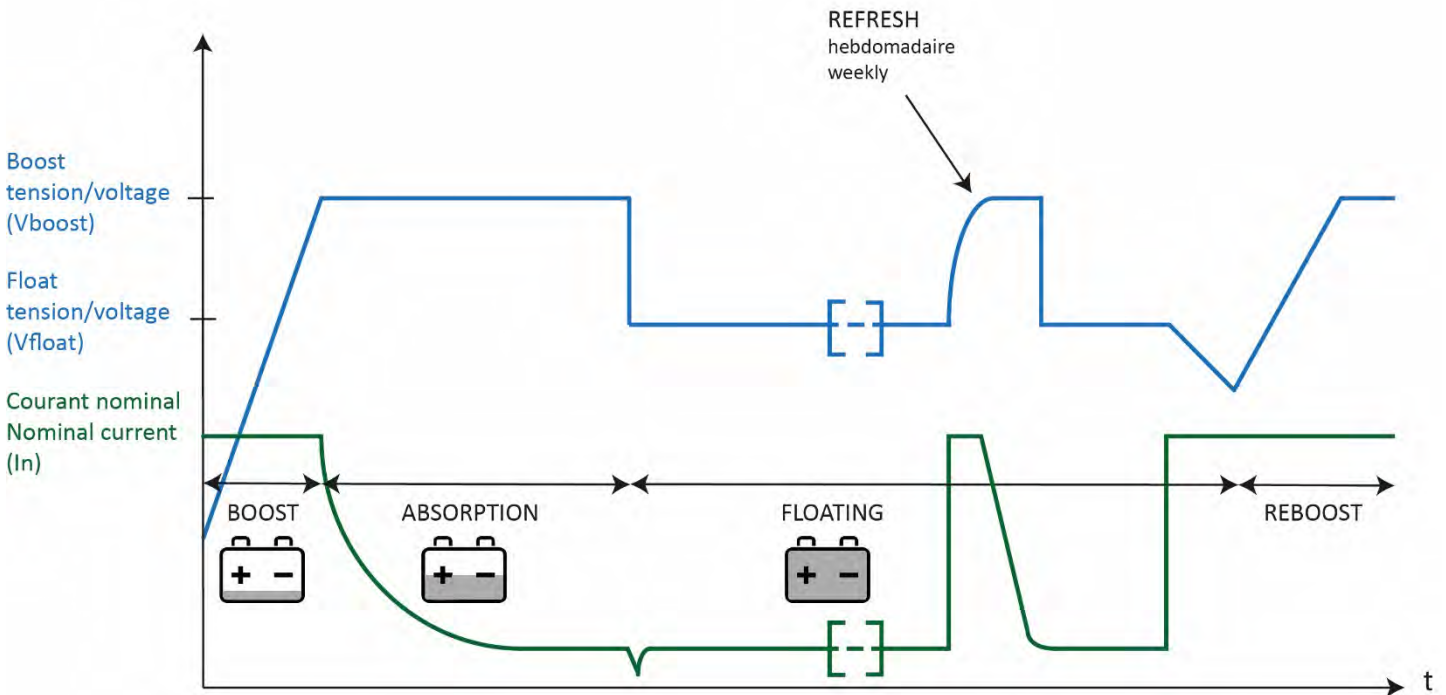 REFRESH
hebdomadaire
weekly
Boost
tension/voltage
(Vboost)
Float
tension/voltage
(Vfloat)
Courant nominal
Nominal current
(In)
BOOST
ABSORPTION
FLOATING
REBOOST
+ −
+ −
+ −
t